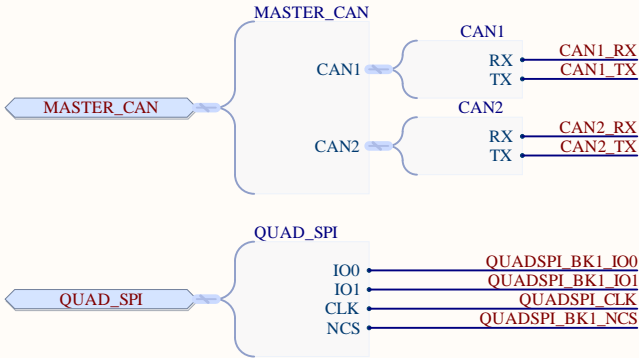 MASTER_CAN
CAN1
CAN1
RX
CAN1_RX
TX
CAN1_TX
MASTER_CAN
CAN2
CAN2
RX
CAN2_RX
TX
CAN2_TX
QUAD_SPI
QUAD_SPI
IO0
QUADSPI_BK1_IO0
IO1
QUADSPI_BK1_IO1
CLK
QUADSPI_CLK
NCS
QUADSPI_BK1_NCS